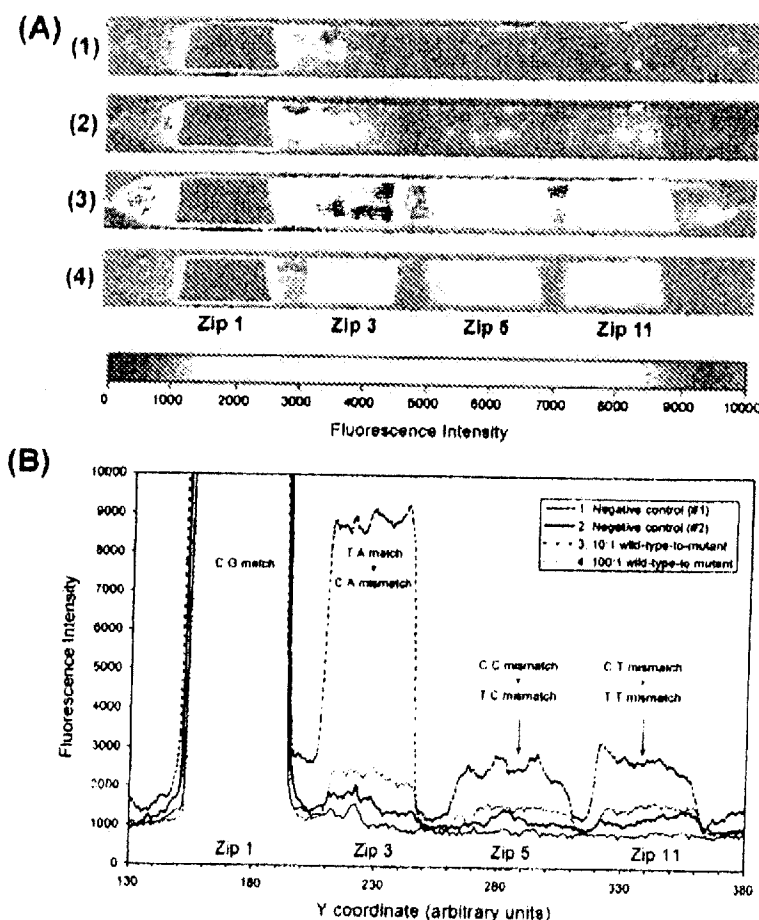 (A)
(1)
(2)
(3)
(4)
Zip 1 Zip 3 Zip 5 Zip 11
0 1000 2000 3000 4000 5000 6000 7000 8000 9000 10000
Fluorescence Intensity
(B)
10000
9000
8000
7000
6000
5000
4000
3000
2000
1000
0
Fluorescence Intensity
1. Negative control (#1)
2. Negative control (#2)
3. 10:1 wild-type-to-mutant
4. 100:1 wild-type-to mutant
C G match
T A match
C A mismatch
C C mismatch
T C mismatch
C T mismatch
T T mismatch
Zip 1 Zip 3 Zip 5 Zip 11
130 180 230 280 330 380
Y coordinate (arbitrary units)